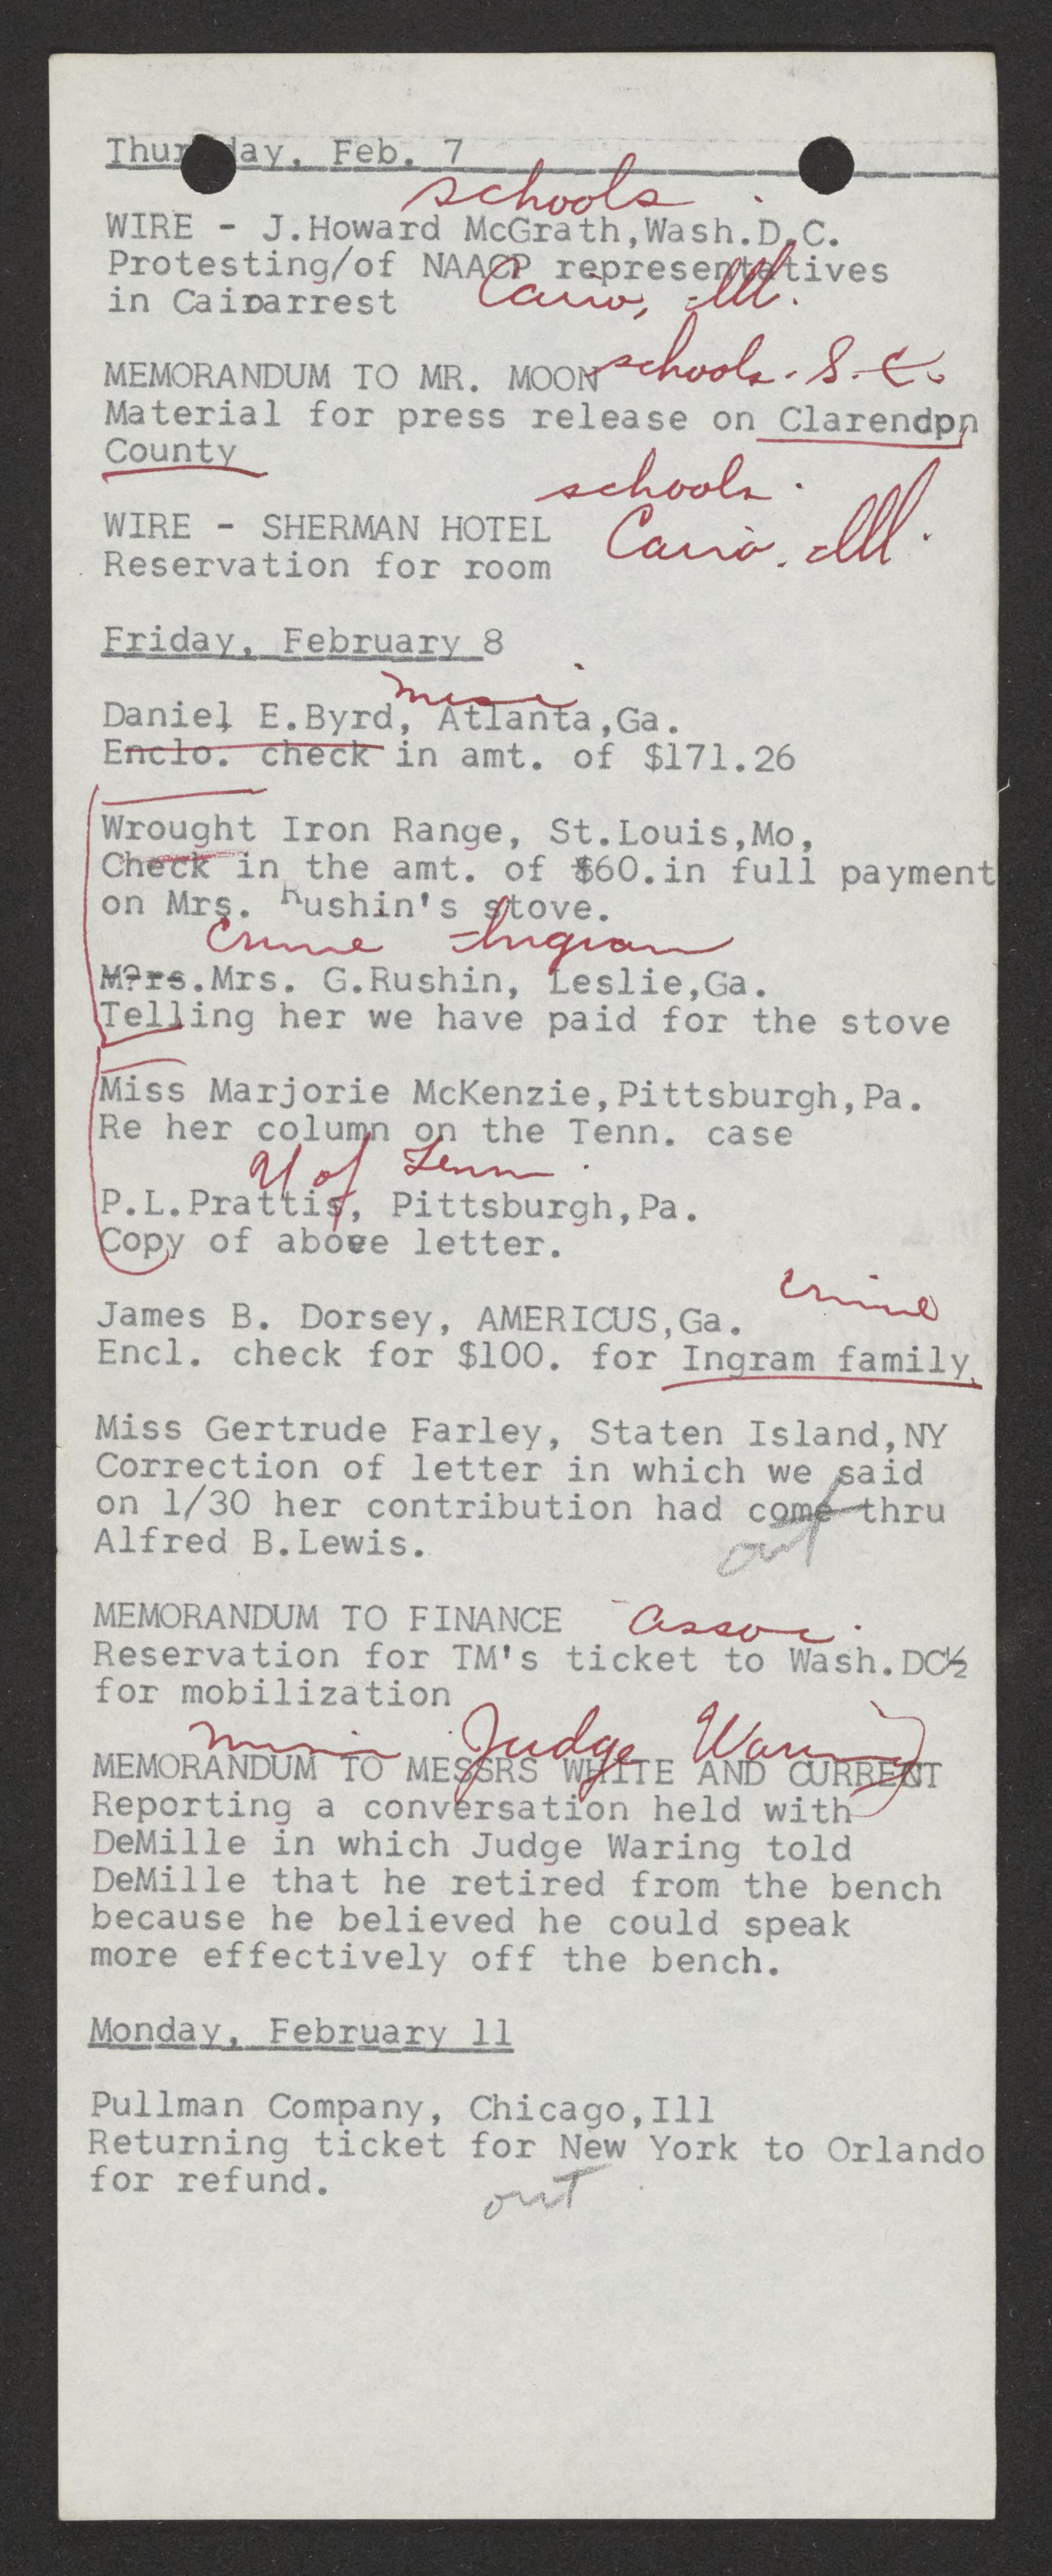 Thursday, Feb. 7
schools
WIRE - J.Howard McGrath,Wash.D.C.
Protesting/of NAACP representatives
Cairo, Ill.
in Cairarrest
schools. S.C.
MEMORANDUM TO MR. MOON
Material for press release on Clarendpn
County
schools.
WIRE - SHERMAN HOTEL
Cairo. Ill.
Reservation for room
Friday, February 8
misc
Daniel E.Byrd, Atlanta,Ga.
Enclo. check in amt. of $171.26
Wrought Iron Range, St.Louis,Mo,
Check in the amt. of $60.in full payment
on Mrs. Rushin's stove.
Crime - Ingram
M?rs.Mrs. G.Rushin, Leslie,Ga.
Telling her we have paid for the stove
Miss Marjorie McKenzie,Pittsburgh,Pa.
Re her column on the Tenn. case
U of Tenn.
P.L.Prattis, Pittsburgh,Pa.
Copy of above letter.
crime
James B. Dorsey, AMERICUS,Ga.
Encl. check for $100. for Ingram family.
Miss Gertrude Farley, Staten Island,NY
Correction of letter in which we said
on 1/30 her contribution had come thru
Alfred B.Lewis.
out
MEMORANDUM TO FINANCE
Assoc.
Reservation for TM's ticket to Wash.DC½
for mobilization
misc Judge Waring
MEMORANDUM TO MESSRS WHITE AND CURRENT
Reporting a conversation held with
DeMille in which Judge Waring told
DeMille that he retired from the bench
because he believed he could speak
more effectively off the bench.
Monday, February 11
Pullman Company, Chicago,Ill
Returning ticket for New York to Orlando
for refund.
out